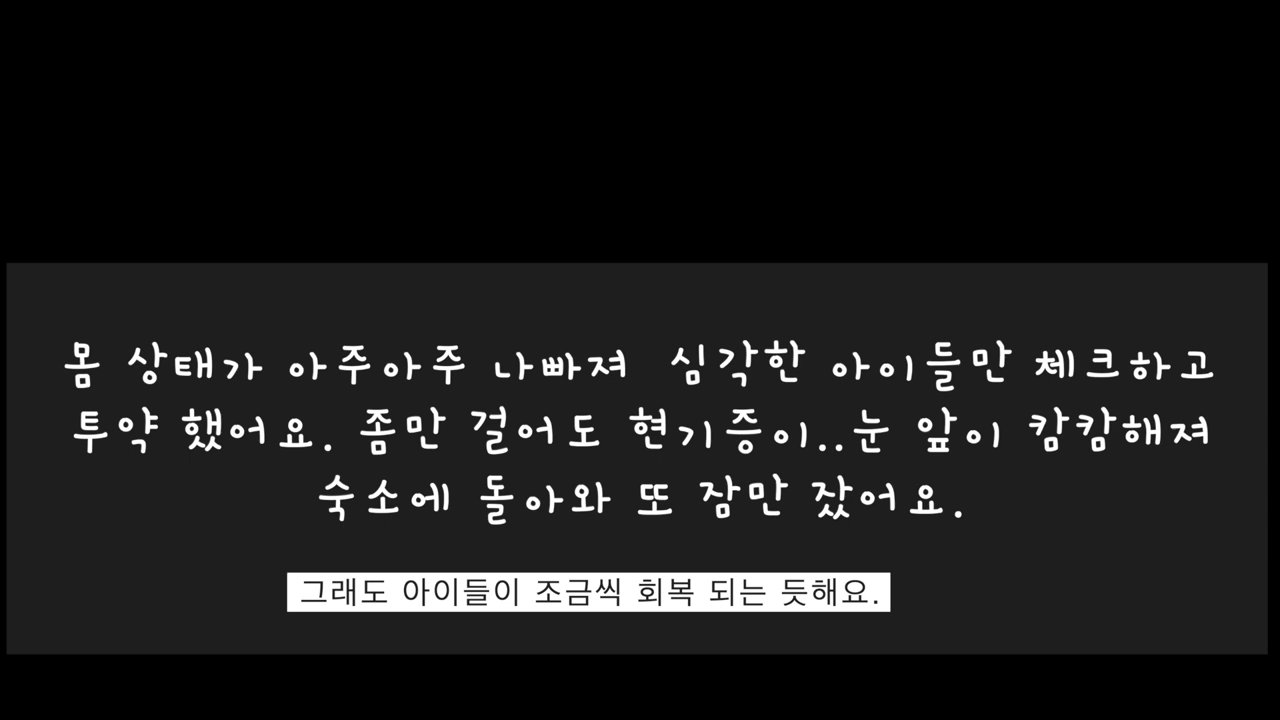 몸 상태가 아주아주 나빠져 심각한 아이들만 체크하고
투약 했어요. 좀만 걸어도 현기증이..눈 앞이 캄캄해져
숙소에 돌아와 또 잠만 잤어요.
그래도 아이들이 조금씩 회복 되는 듯해요.